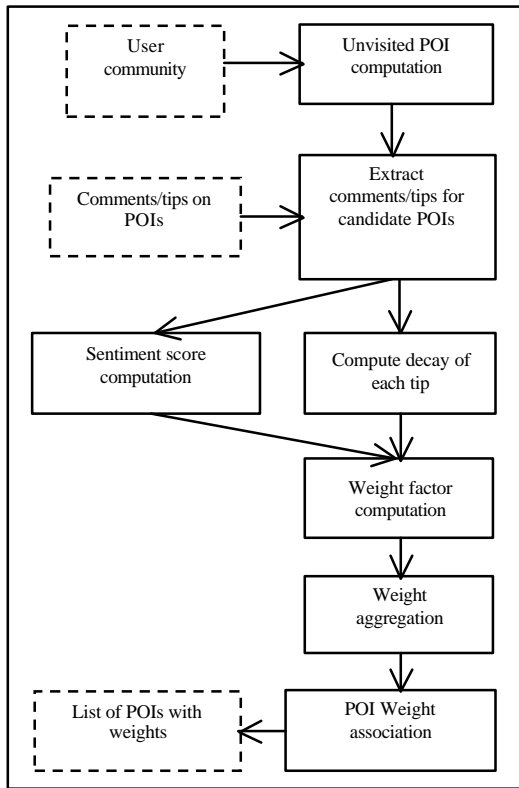 User
community
Unvisited POI
computation
Comments/tips on
POIs
Extract
comments/tips for
candidate POIs
Sentiment score
computation
Compute decay of
each tip
Weight factor
computation
Weight
aggregation
List of POIs with
weights
POI Weight
association